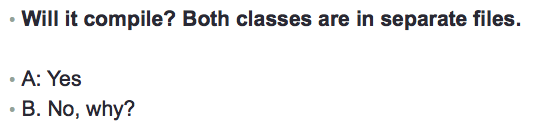 • Will it compile? Both classes are in separate files.
• A: Yes
• B. No, why?